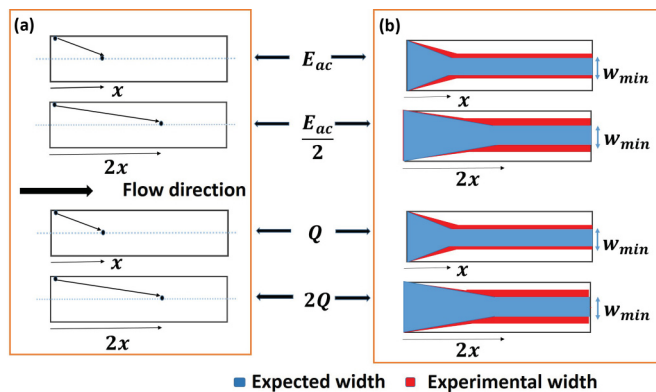 (a)
(b)
x
E_ac
x
w_min
2x
E_ac/2
2x
w_min
Flow direction
x
Q
x
w_min
2x
2Q
2x
w_min
Expected width Experimental width